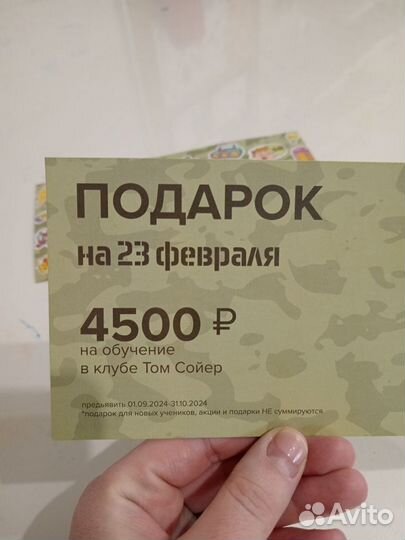 ПОДАРОК
на 23 февраля
4500 ₽
на обучение
в клубе Том Сойер
предъявить 01.09.2024-31.10.2024
*подарок для новых учеников, акции и подарки НЕ суммируются
Avito